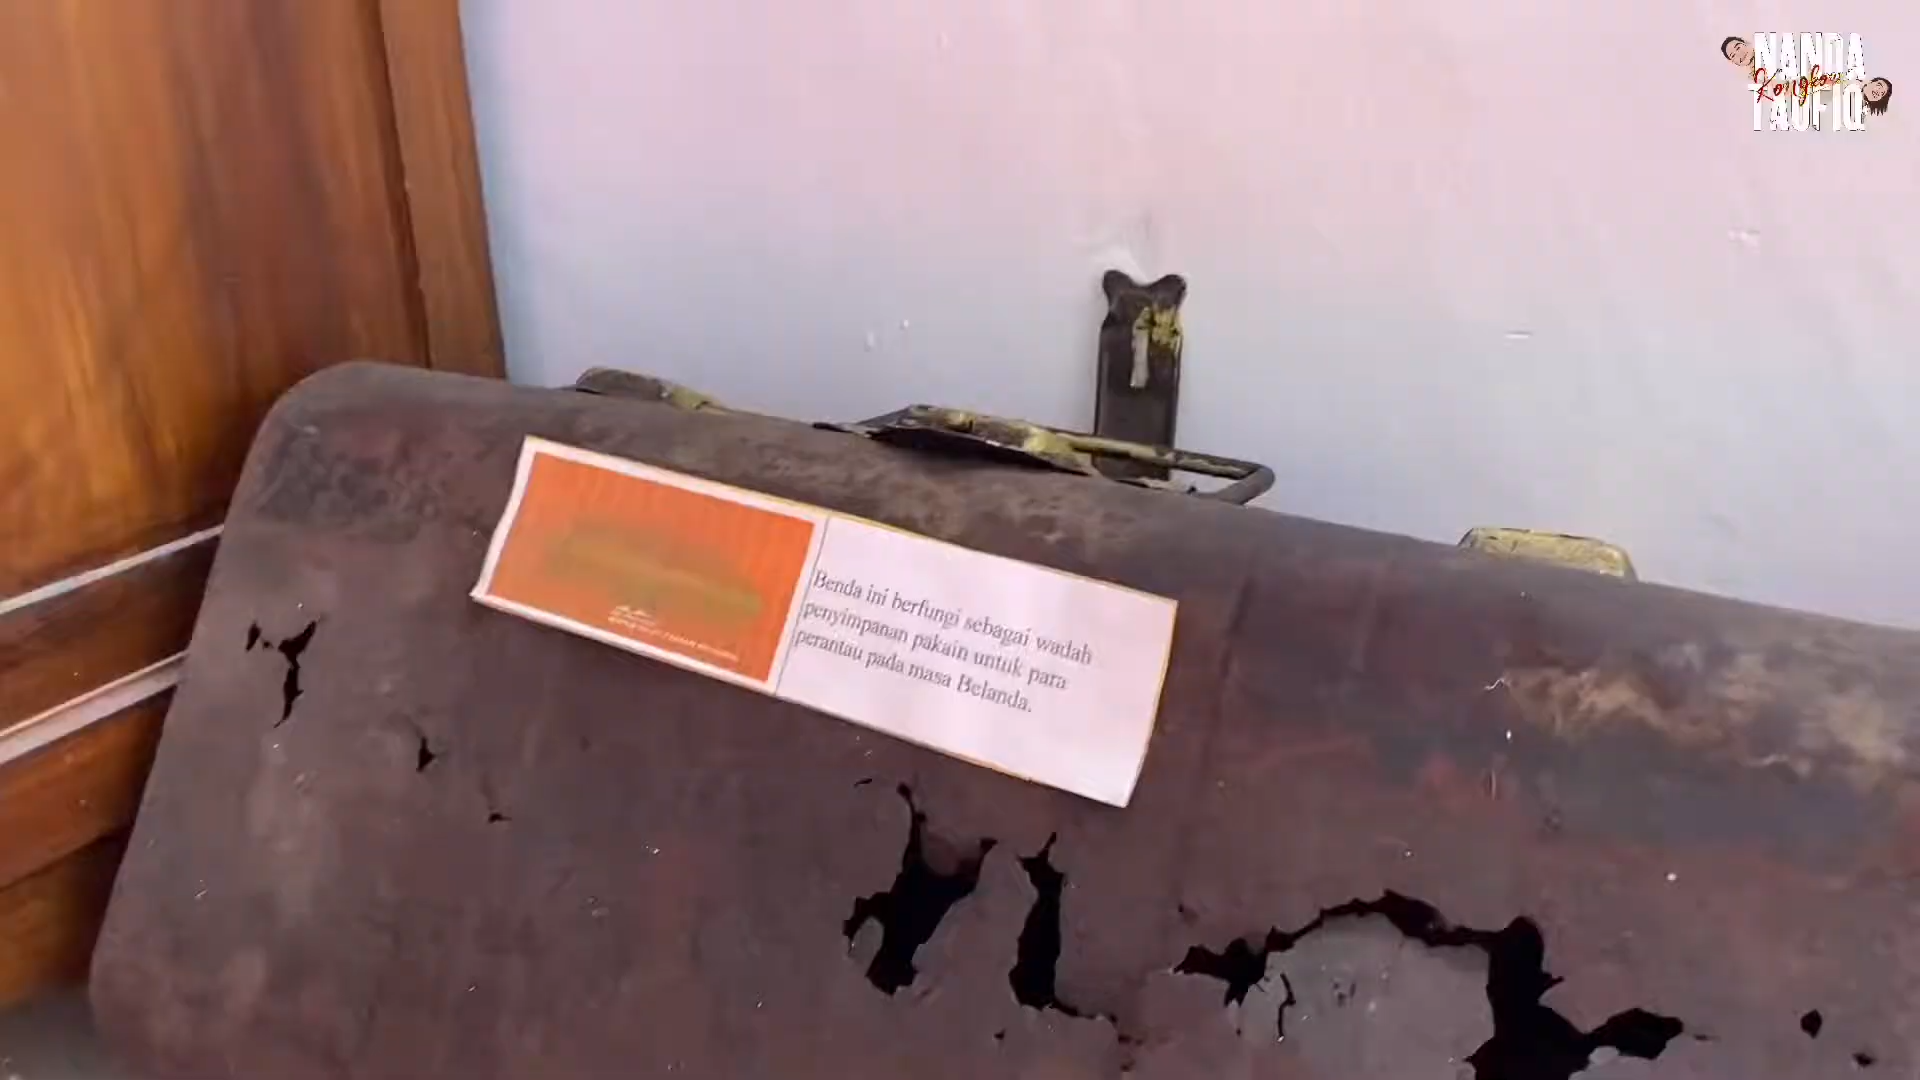 NANDA
Kongkow
TAUFIQ
Benda ini berfungsi sebagai wadah
penyimpanan pakain untuk para
perantau pada masa Belanda.